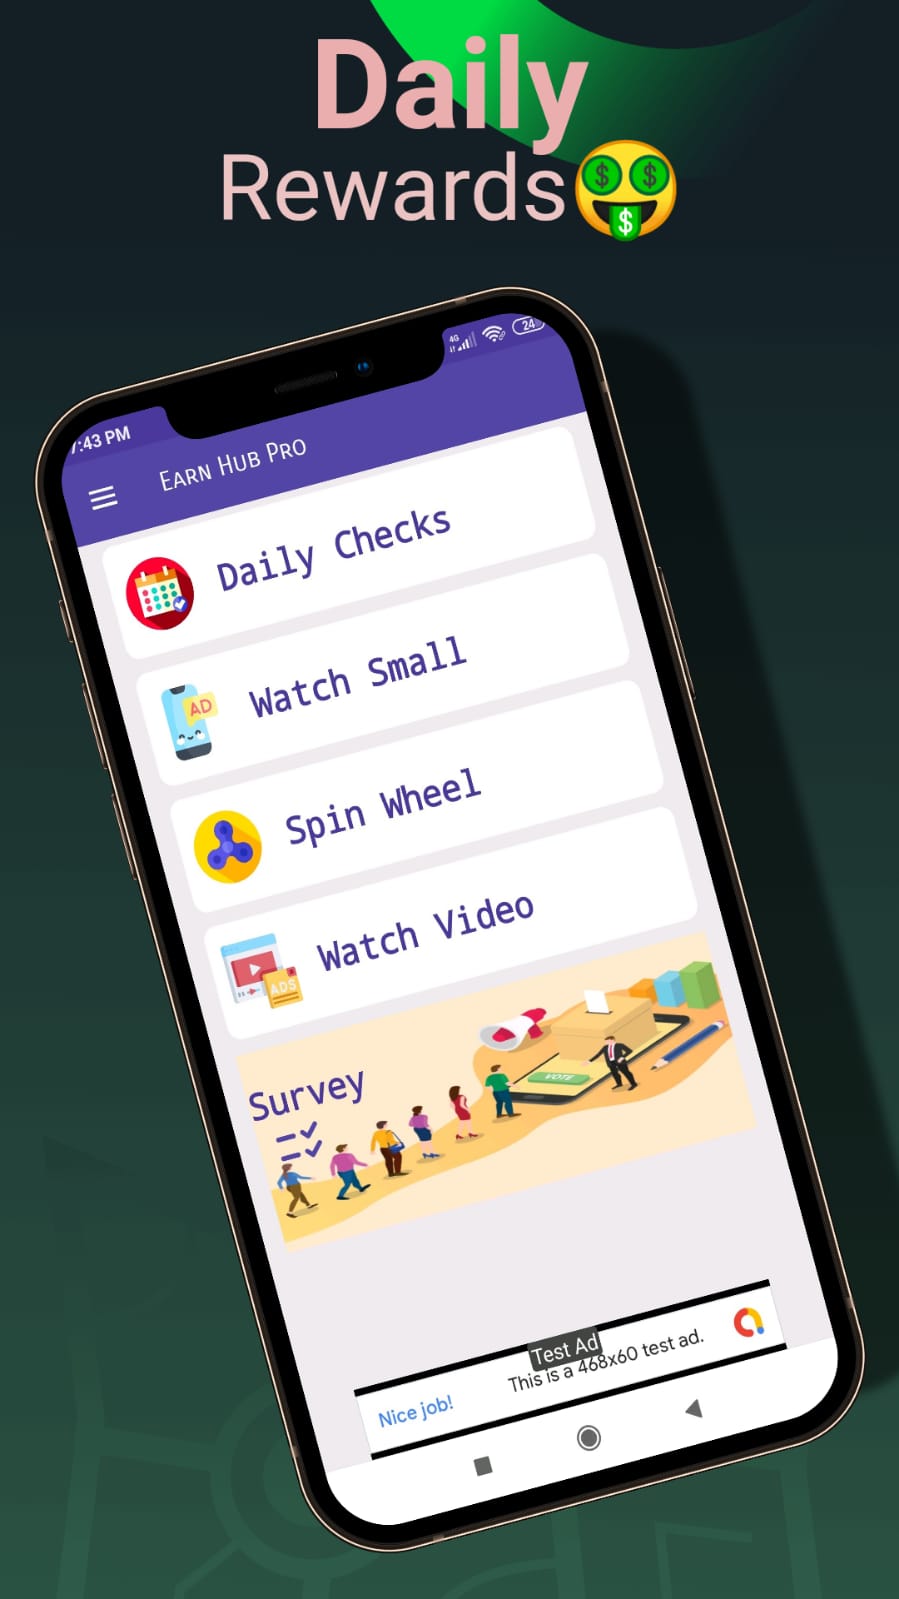 Daily
Rewards
7:43 PM
4G
24
Earn Hub Pro
Daily Checks
AD
Watch Small
Spin Wheel
ADS
Watch Video
Survey
VOTE
Test Ad
Nice job!
This is a 468x60 test ad.